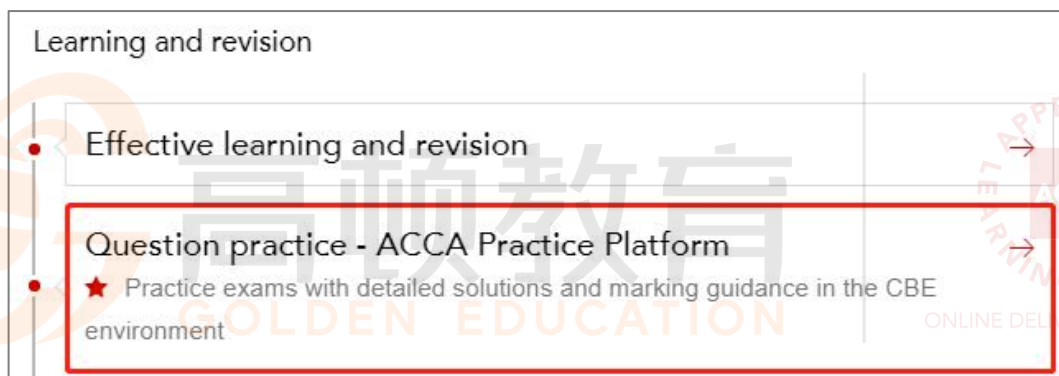 Learning and revision
Effective learning and revision
→
高顿教育
Question practice - ACCA Practice Platform
→
★ Practice exams with detailed solutions and marking guidance in the CBE
environment
GOLDEN EDUCATION
ONLINE DEL